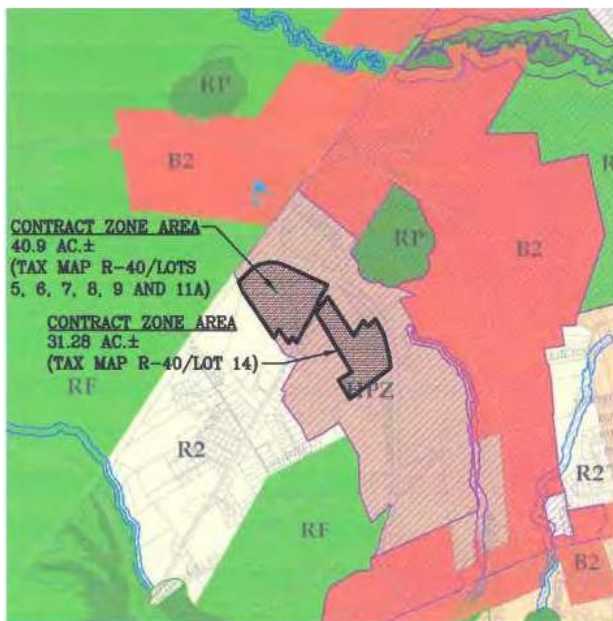 RP
B2
CONTRACT ZONE AREA
40.9 AC.±
(TAX MAP R-40/LOTS
5, 6, 7, 8, 9 AND 11A)
RP
B2
CONTRACT ZONE AREA
31.28 AC.±
(TAX MAP R-40/LOT 14)
RF
HPZ
R2
R2
RF
B2